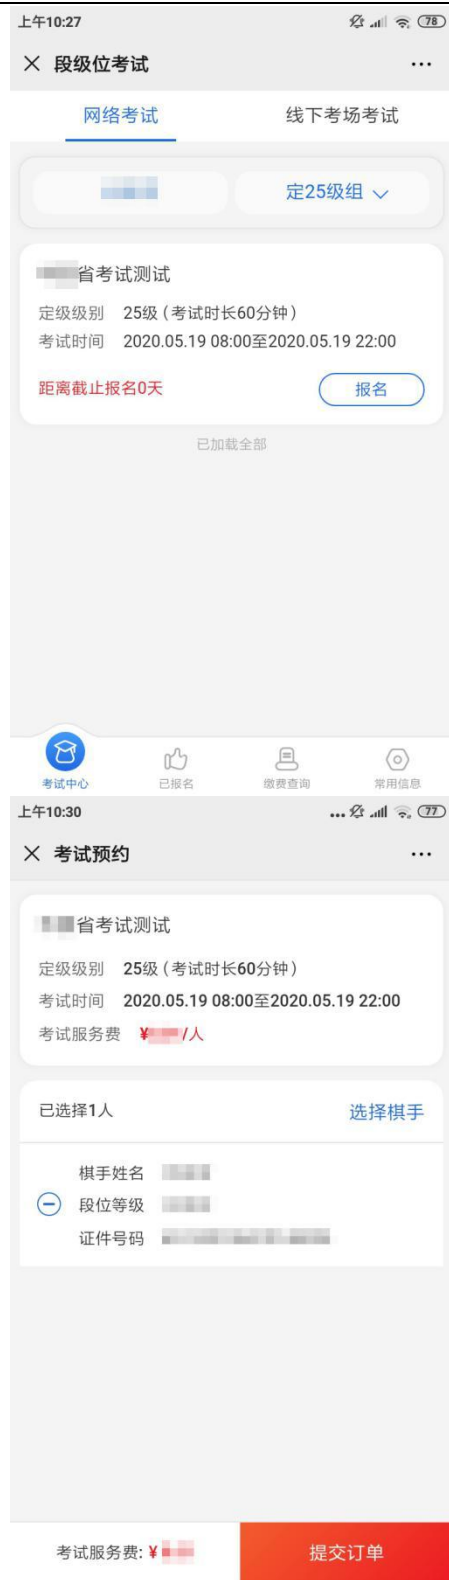 上午10:27
78
段级位考试
网络考试 线下考场考试
定25级组
省考试测试
定级级别 25级（考试时长60分钟）
考试时间 2020.05.19 08:00至2020.05.19 22:00
距离截止报名0天 报名
已加载全部
考试中心 已报名 缴费查询 常用信息
上午10:30
77
考试预约
省考试测试
定级级别 25级（考试时长60分钟）
考试时间 2020.05.19 08:00至2020.05.19 22:00
考试服务费 ¥ /人
已选择1人 选择棋手
棋手姓名
段位等级
证件号码
考试服务费: ¥ 提交订单